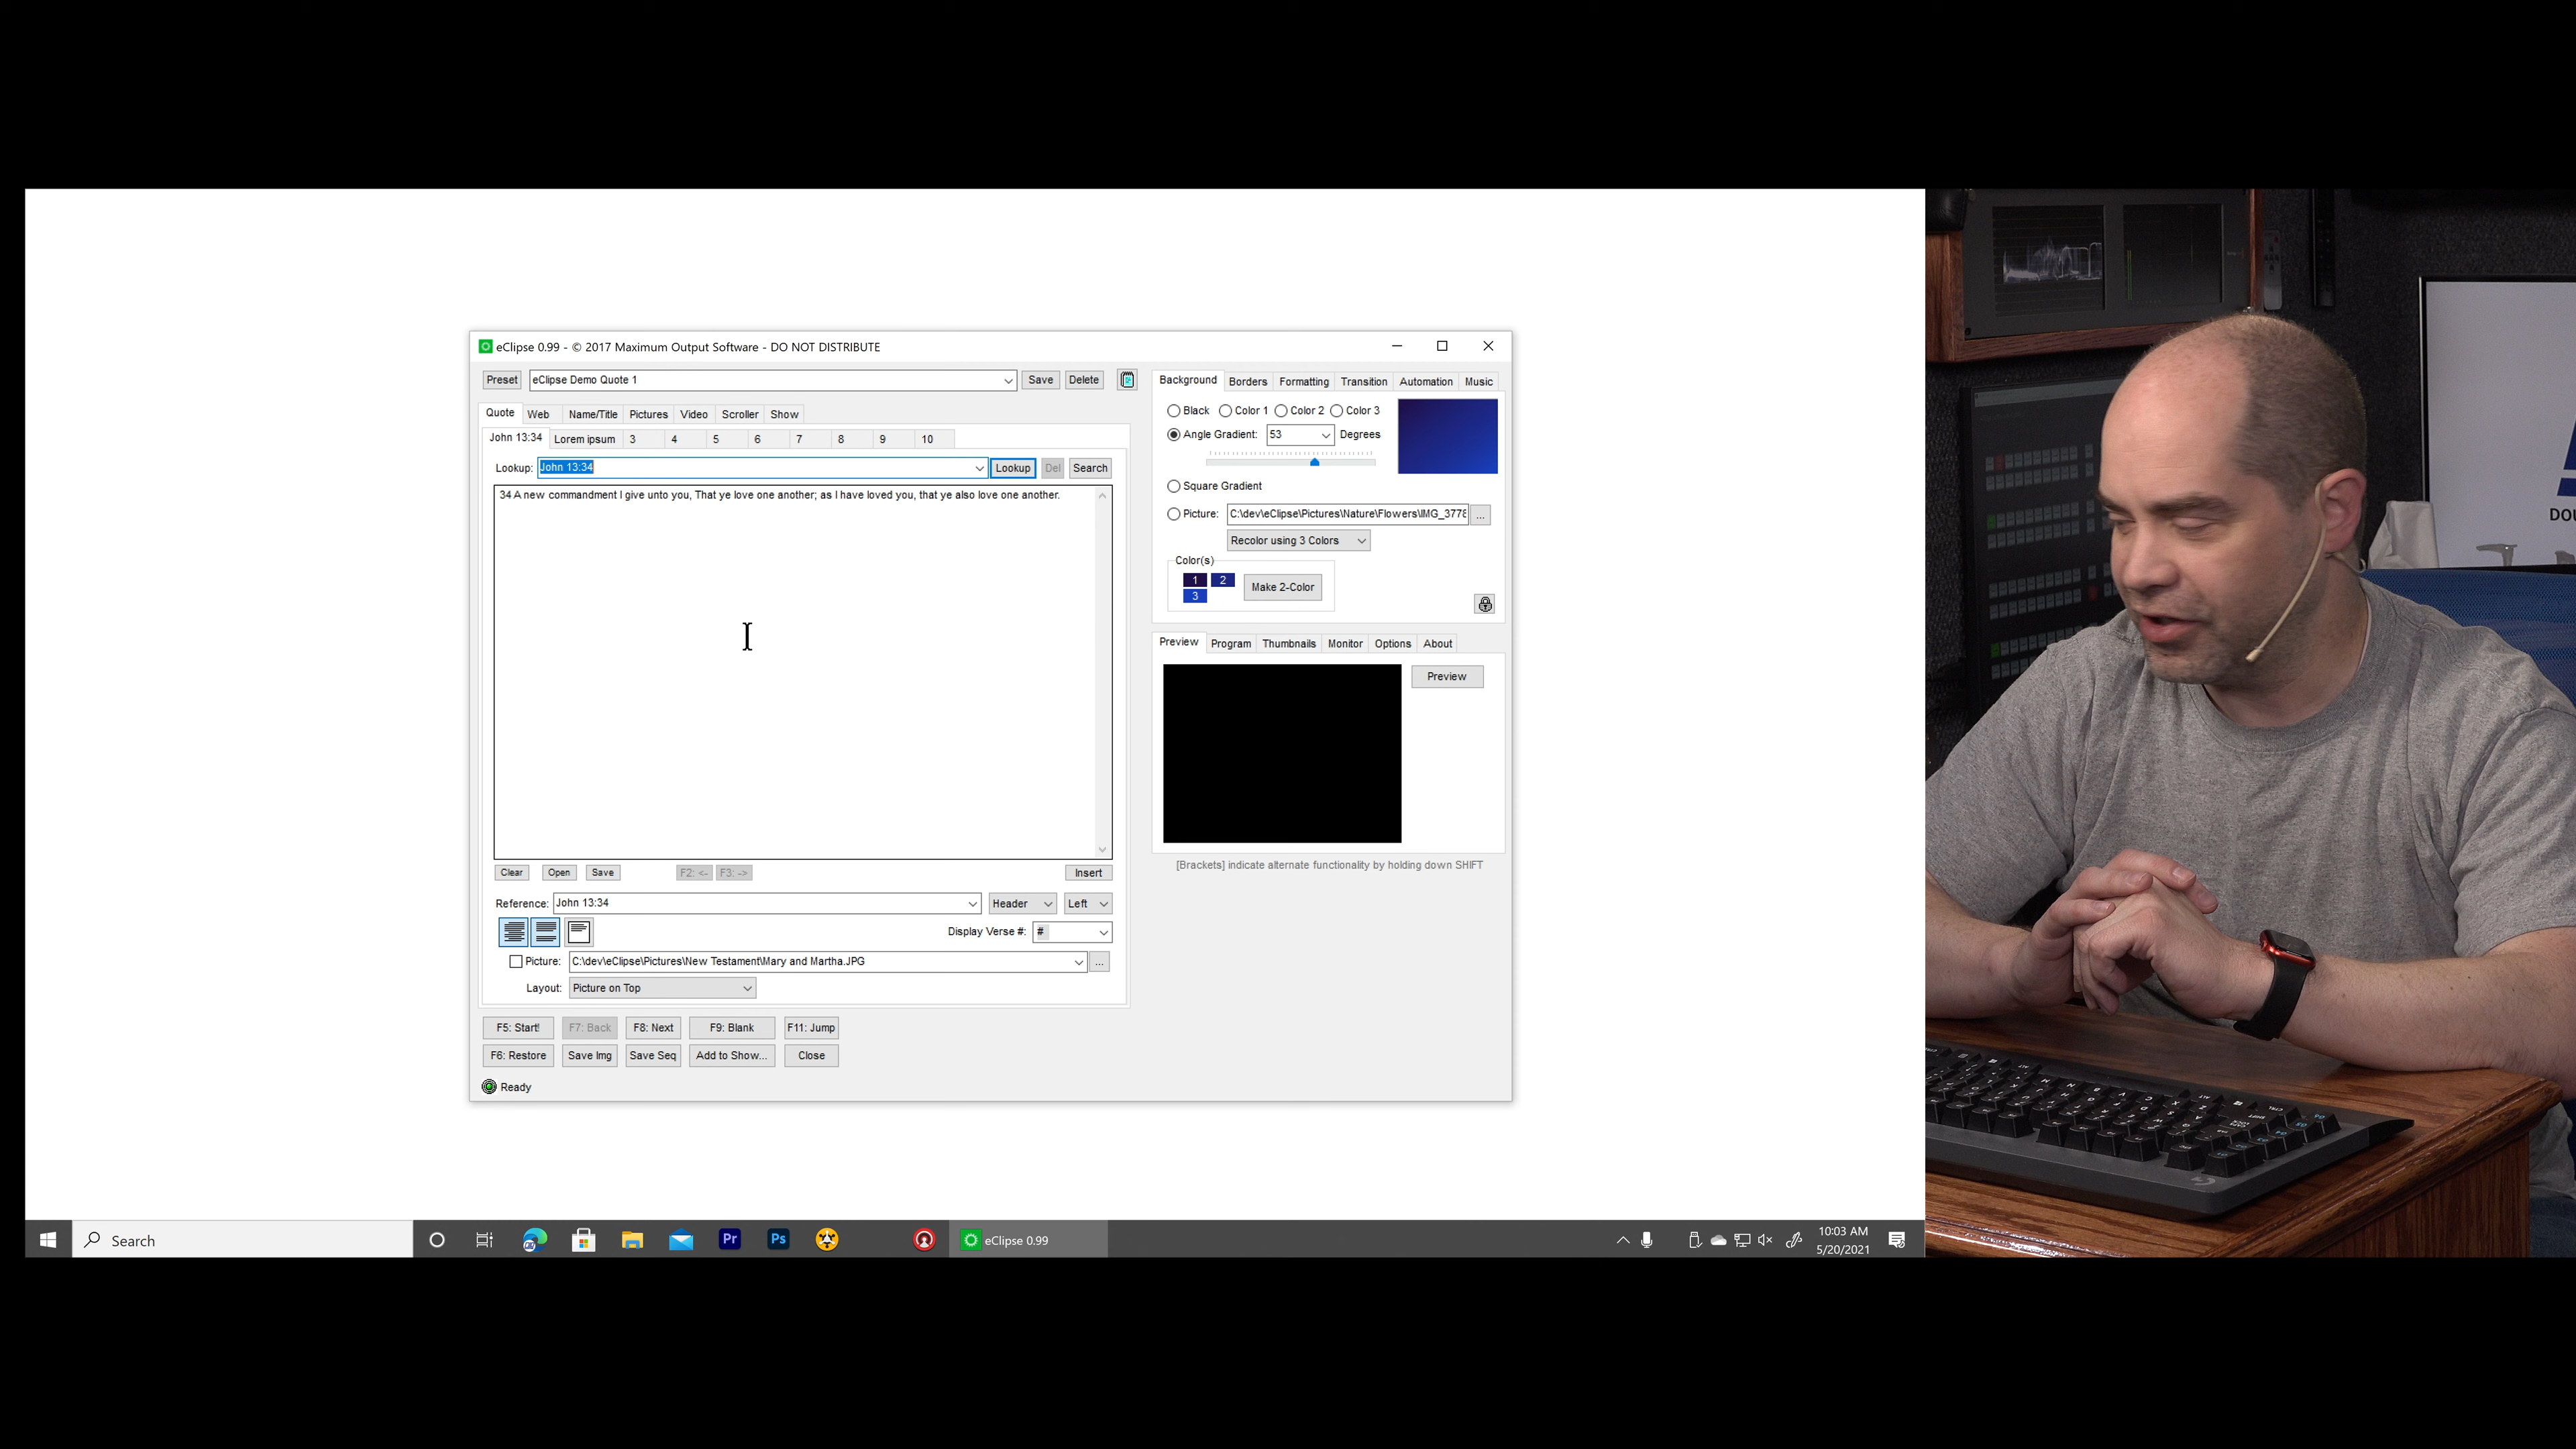 eClipse 0.99 - © 2017 Maximum Output Software - DO NOT DISTRIBUTE
Preset eClipse Demo Quote 1 Save Delete
Quote Web Name/Title Pictures Video Scroller Show
John 13:34 Lorem ipsum 3 4 5 6 7 8 9 10
Lookup: John 13:34 Lookup Del Search
34 A new commandment I give unto you, That ye love one another; as I have loved you, that ye also love one another.
Clear Open Save F2: <- F3: -> Insert
Reference: John 13:34 Header Left
Display Verse #: #
Picture: C:\dev\eClipse\Pictures\New Testament\Mary and Martha.JPG ...
Layout: Picture on Top
F5: Start! F7: Back F8: Next F9: Blank F11: Jump
F6: Restore Save Img Save Seq Add to Show... Close
Ready
Background Borders Formatting Transition Automation Music
Black Color 1 Color 2 Color 3
Angle Gradient: 53 Degrees
Square Gradient
Picture: C:\dev\eClipse\Pictures\Nature\Flowers\IMG_3778 ...
Recolor using 3 Colors
Color(s)
1 2 Make 2-Color
3
Preview Program Thumbnails Monitor Options About
Preview
[Brackets] indicate alternate functionality by holding down SHIFT
DOU
Search Pr Ps eClipse 0.99 10:03 AM
5/20/2021